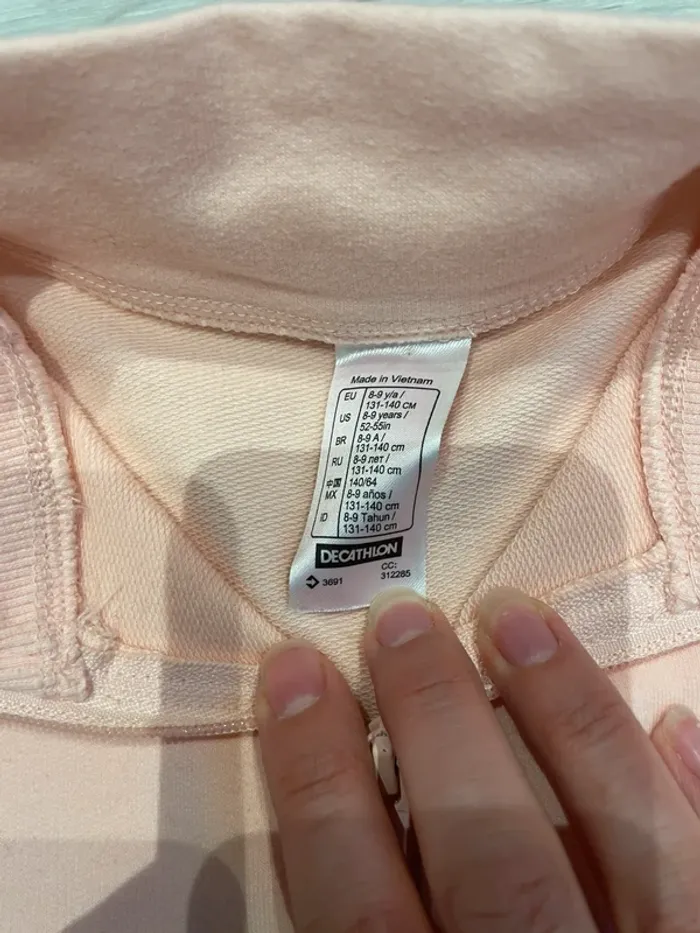 Made in Vietnam
EU 8-9 y/a /
131-140 CM
US 8-9 years /
52-55in
BR 8-9 A /
131-140 cm
RU 8-9 лет /
131-140 cm
中国 140/64
MX 8-9 años /
131-140 cm
ID 8-9 Tahun /
131-140 cm
DECATHLON
3691 CC:
312285